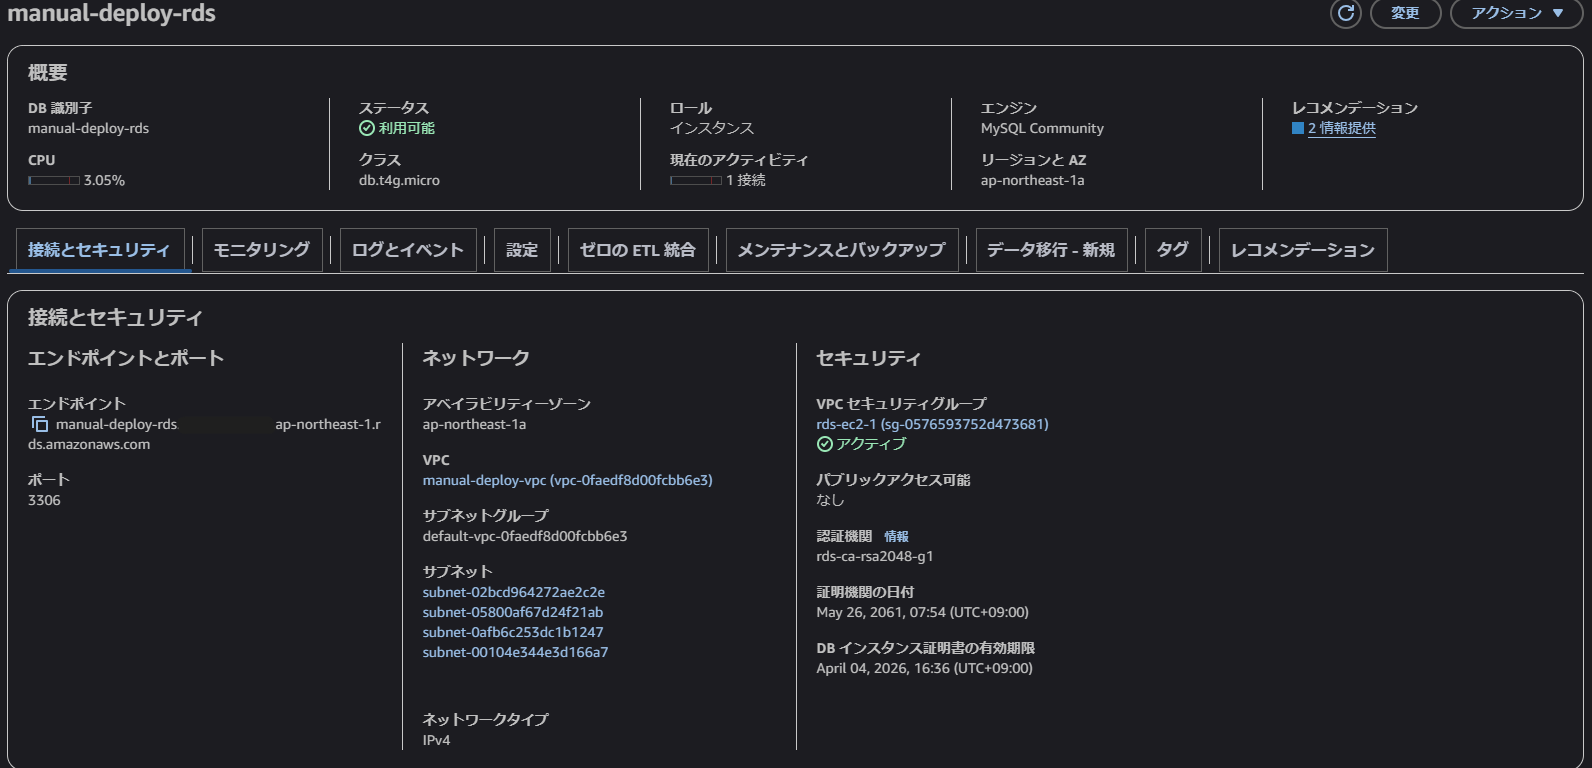 manual-deploy-rds
変更
アクション ▼
概要
DB 識別子
manual-deploy-rds
CPU
3.05%
ステータス
利用可能
クラス
db.t4g.micro
ロール
インスタンス
現在のアクティビティ
1 接続
エンジン
MySQL Community
リージョンと AZ
ap-northeast-1a
レコメンデーション
2 情報提供
接続とセキュリティ
モニタリング
ログとイベント
設定
ゼロの ETL 統合
メンテナンスとバックアップ
データ移行 - 新規
タグ
レコメンデーション
接続とセキュリティ
エンドポイントとポート
エンドポイント
manual-deploy-rds. ap-northeast-1.r
ds.amazonaws.com
ポート
3306
ネットワーク
アベイラビリティーゾーン
ap-northeast-1a
VPC
manual-deploy-vpc (vpc-0faedf8d00fcbb6e3)
サブネットグループ
default-vpc-0faedf8d00fcbb6e3
サブネット
subnet-02bcd964272ae2c2e
subnet-05800af67d24f21ab
subnet-0afb6c253dc1b1247
subnet-00104e344e3d166a7
ネットワークタイプ
IPv4
セキュリティ
VPC セキュリティグループ
rds-ec2-1 (sg-0576593752d473681)
アクティブ
パブリックアクセス可能
なし
認証機関 情報
rds-ca-rsa2048-g1
証明機関の日付
May 26, 2061, 07:54 (UTC+09:00)
DB インスタンス証明書の有効期限
April 04, 2026, 16:36 (UTC+09:00)